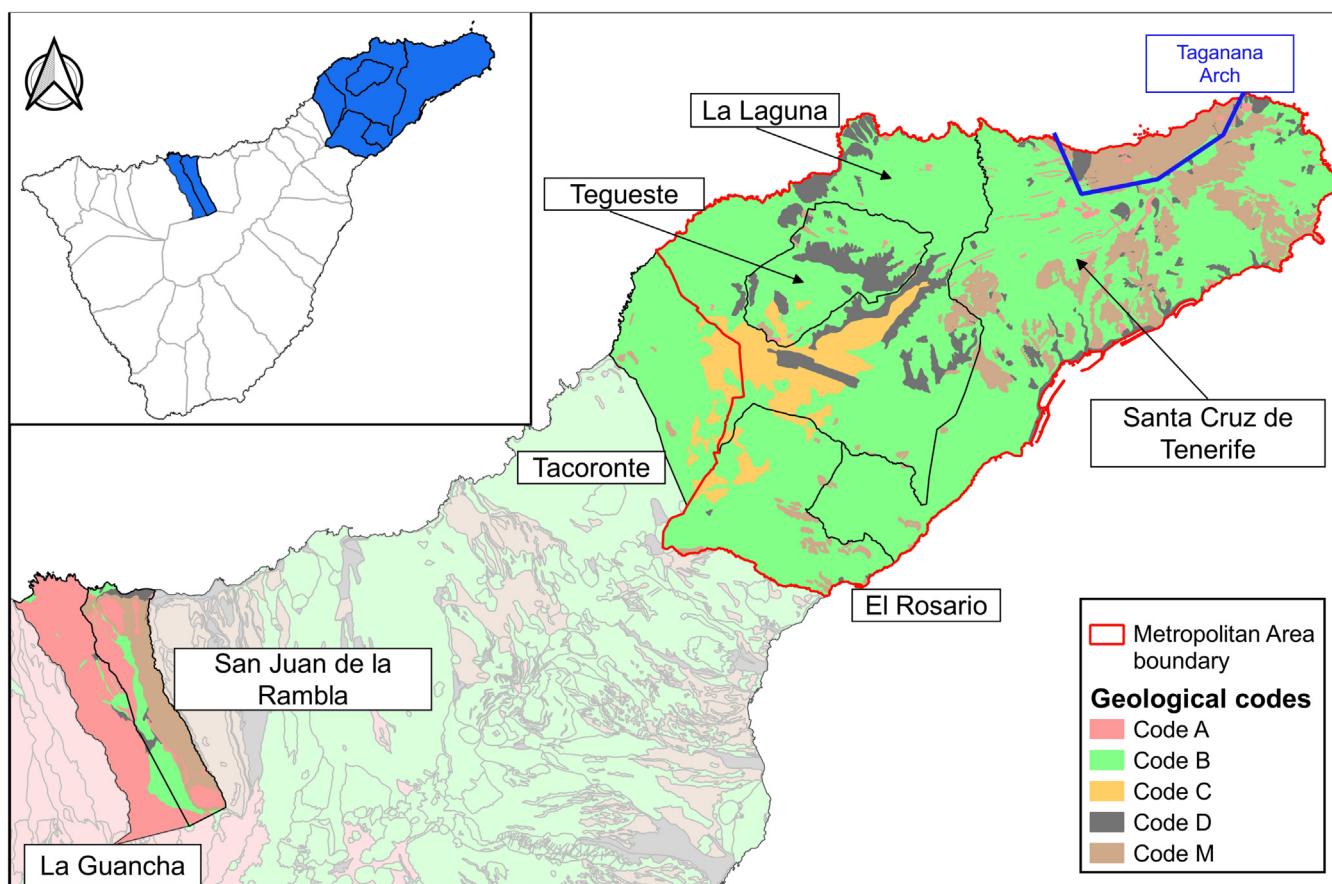 Taganana
Arch
La Laguna
Tegueste
Santa Cruz de
Tenerife
Tacoronte
El Rosario
San Juan de la
Rambla
La Guancha
Metropolitan Area
boundary
Geological codes
Code A
Code B
Code C
Code D
Code M